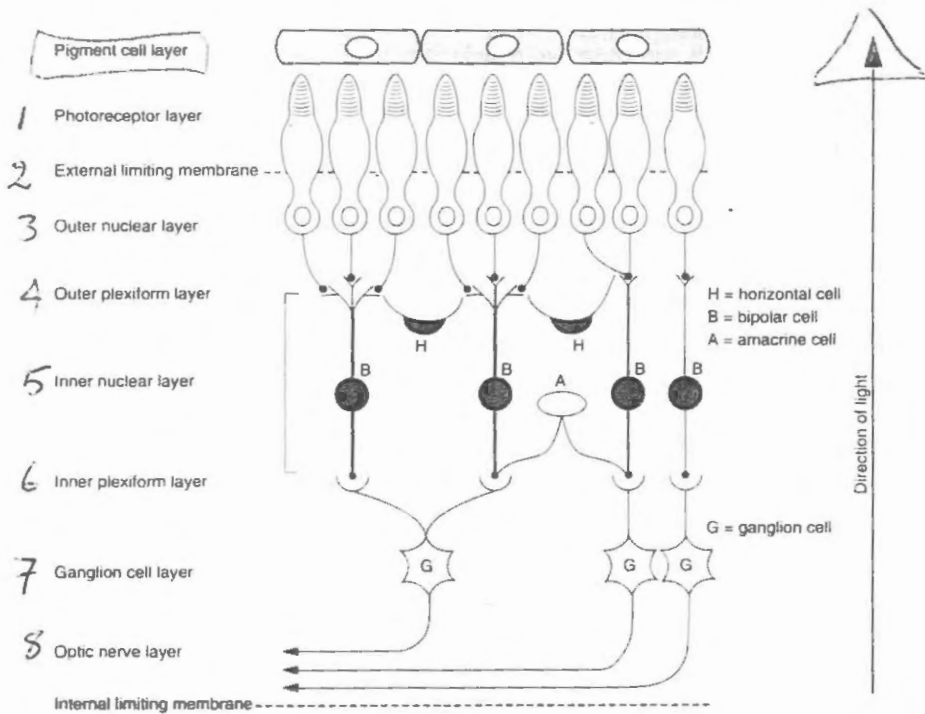 Pigment cell layer
1 Photoreceptor layer
2 External limiting membrane
3 Outer nuclear layer
4 Outer plexiform layer
H = horizontal cell
B = bipolar cell
A = amacrine cell
H
H
5 Inner nuclear layer
B
B
A
B
B
Direction of light
6 Inner plexiform layer
G = ganglion cell
7 Ganglion cell layer
G
G
G
8 Optic nerve layer
Internal limiting membrane